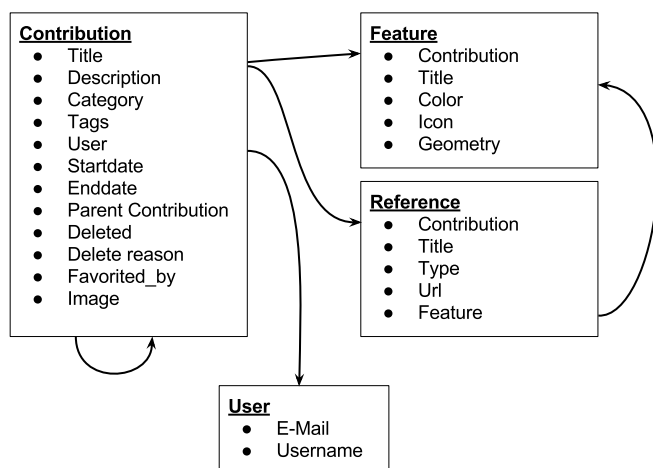 Contribution
● Title
● Description
● Category
● Tags
● User
● Startdate
● Enddate
● Parent Contribution
● Deleted
● Delete reason
● Favorited_by
● Image
Feature
● Contribution
● Title
● Color
● Icon
● Geometry
Reference
● Contribution
● Title
● Type
● Url
● Feature
User
● E-Mail
● Username